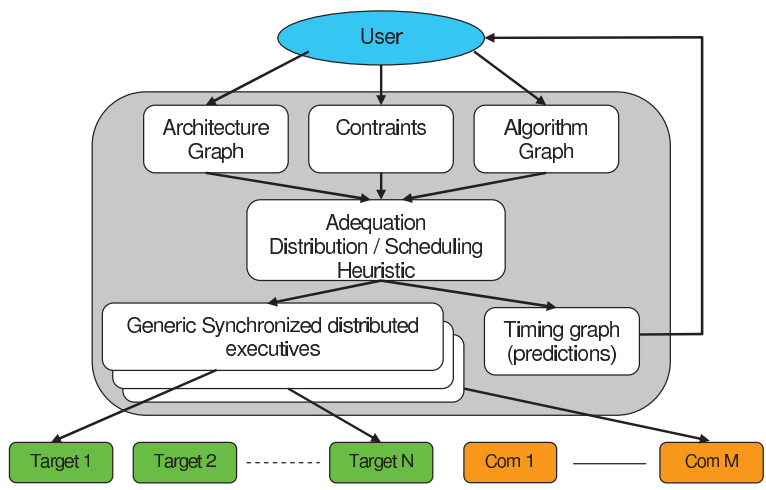 User
Architecture
Graph
Contraints
Algorithm
Graph
Adequation
Distribution / Scheduling
Heuristic
Generic Synchronized distributed
executives
Timing graph
(predictions)
Target 1
Target 2
Target N
Com 1
Com M